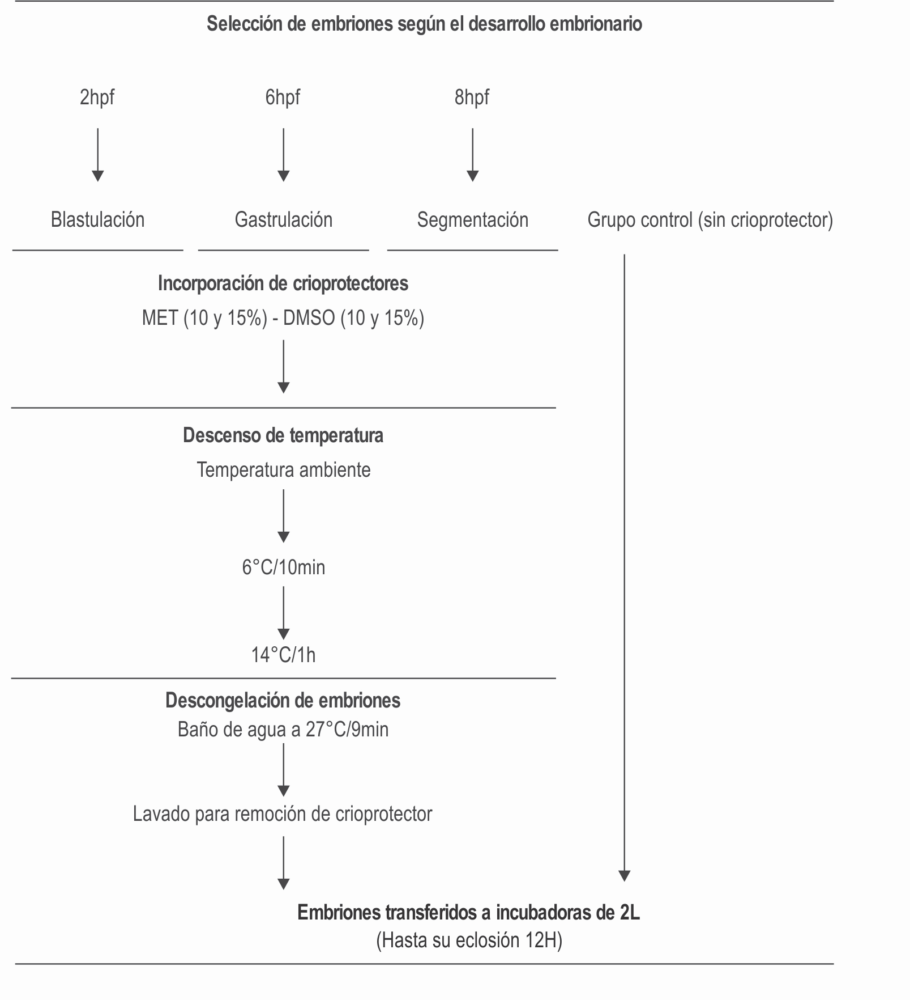 Selección de embriones según el desarrollo embrionario
2hpf
6hpf
8hpf
Blastulación
Gastrulación
Segmentación
Grupo control (sin crioprotector)
Incorporación de crioprotectores
MET (10 y 15%) - DMSO (10 y 15%)
Descenso de temperatura
Temperatura ambiente
6°C/10min
14°C/1h
Descongelación de embriones
Baño de agua a 27°C/9min
Lavado para remoción de crioprotector
Embriones transferidos a incubadoras de 2L
(Hasta su eclosión 12H)